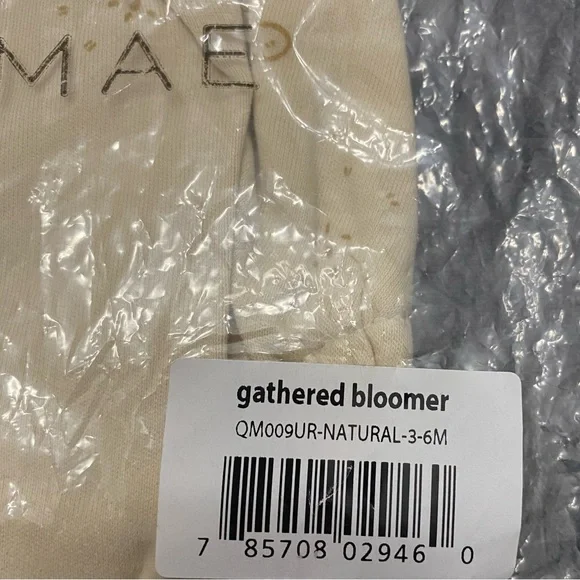 MAE
gathered bloomer
QM009UR-NATURAL-3-6M
7 85708 02946 0